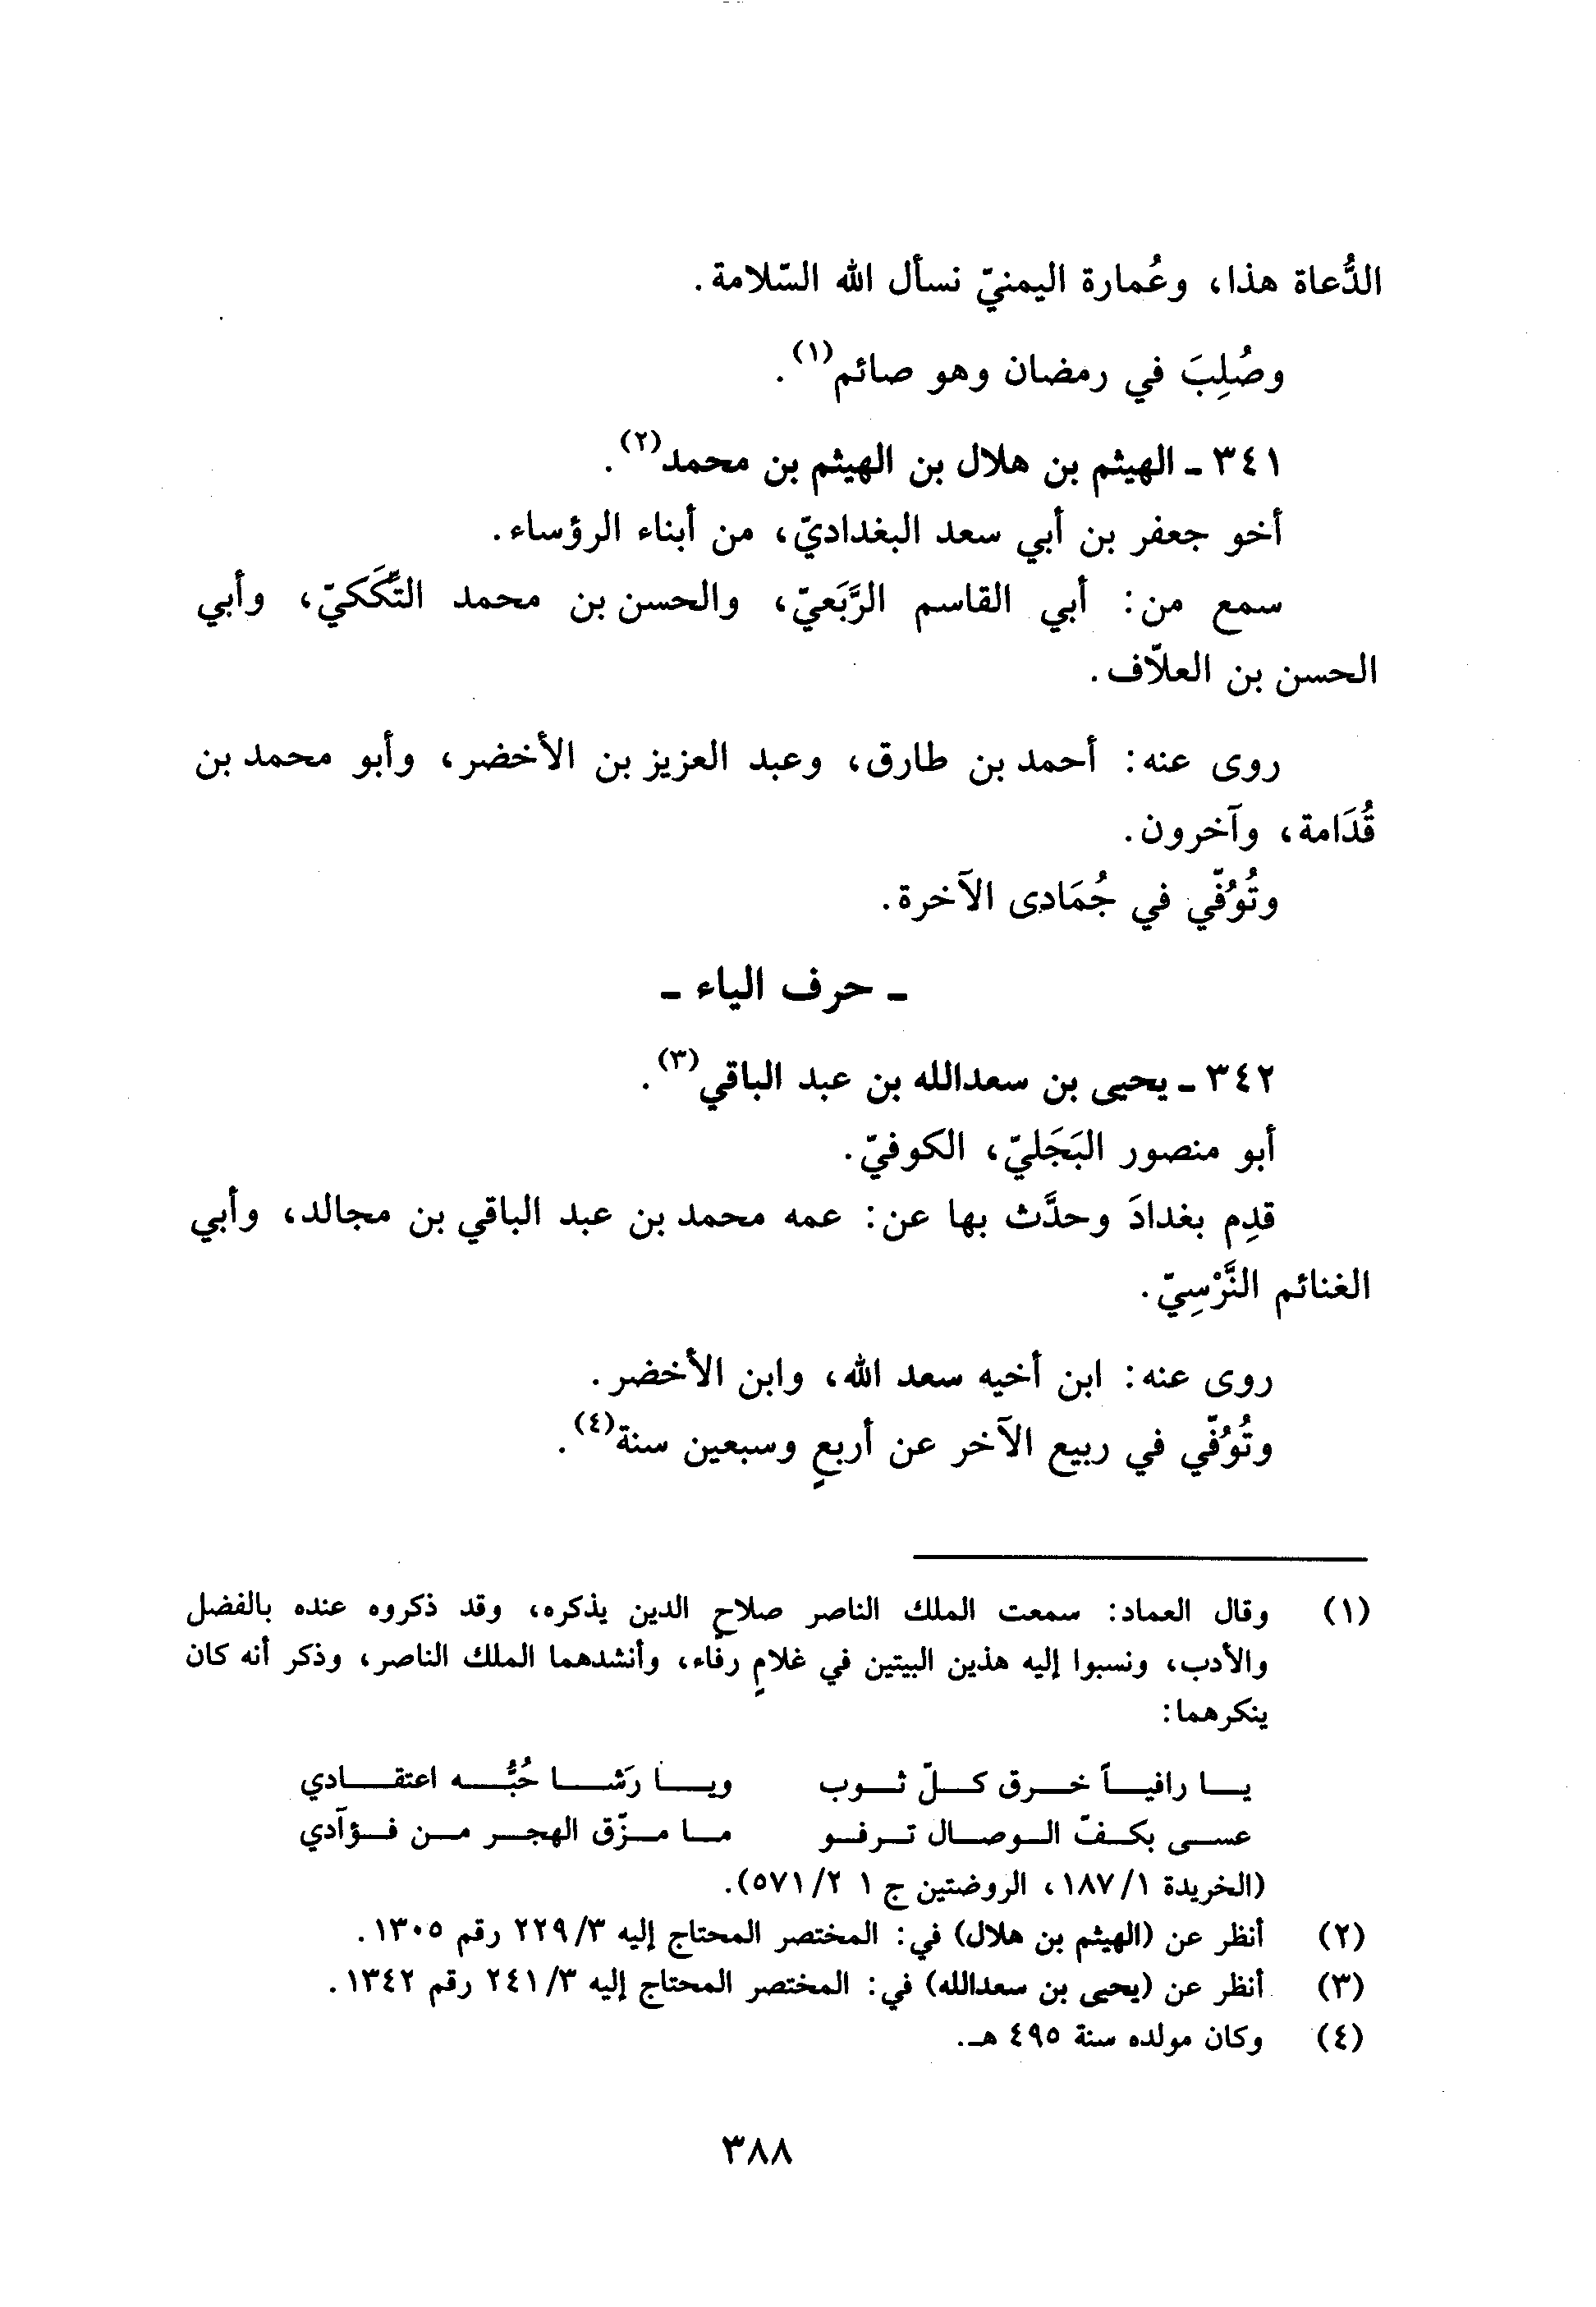 الدُّعاة هذا، وعُمارة اليمنيّ نسأل الله السّلامة.
وصُلِبَ في رمضان وهو صائم(١).
٣٤١ ـ الهيثم بن هلال بن الهيثم بن محمد(٢).
أخو جعفر بن أبي سعد البغداديّ، من أبناء الرؤساء.
سمع من: أبي القاسم الرَّبَعيّ، والحسن بن محمد التِّكَكيّ، وأبي
الحسن بن العلاّف.
روى عنه: أحمد بن طارق، وعبد العزيز بن الأخضر، وأبو محمد بن
قُدَامة، وآخرون.
وتُوُفّي في جُمَادى الآخرة.
ـ حرف الياء ـ
٣٤٢ ـ يحيى بن سعدالله بن عبد الباقي(٣).
أبو منصور البَجَليّ، الكوفيّ.
قدِم بغدادَ وحدَّث بها عن: عمه محمد بن عبد الباقي بن مجالد، وأبي
الغنائم النَّرْسِيّ.
روى عنه: ابن أخيه سعد الله، وابن الأخضر.
وتُوُفّي في ربيع الآخر عن أربعٍ وسبعين سنة(٤).
(١) وقال العماد: سمعت الملك الناصر صلاح الدين يذكره، وقد ذكروه عنده بالفضل
والأدب، ونسبوا إليه هذين البيتين في غلامٍ رفاء، وأنشدهما الملك الناصر، وذكر أنه كان
ينكرهما:
يا رافياً خرق كلّ ثوب ويا رَشا حُبُّه اعتقادي
عسى بكفّ الوصال ترفو ما مزّق الهجر من فؤآدي
(الخريدة ١٨٧/١، الروضتين ج ١ ٥٧١/٢).
(٢) أنظر عن (الهيثم بن هلال) في: المختصر المحتاج إليه ٢٢٩/٣ رقم ١٣٠٥.
(٣) أنظر عن (يحيى بن سعدالله) في: المختصر المحتاج إليه ٢٤١/٣ رقم ١٣٤٢.
(٤) وكان مولده سنة ٤٩٥ هـ.
٣٨٨